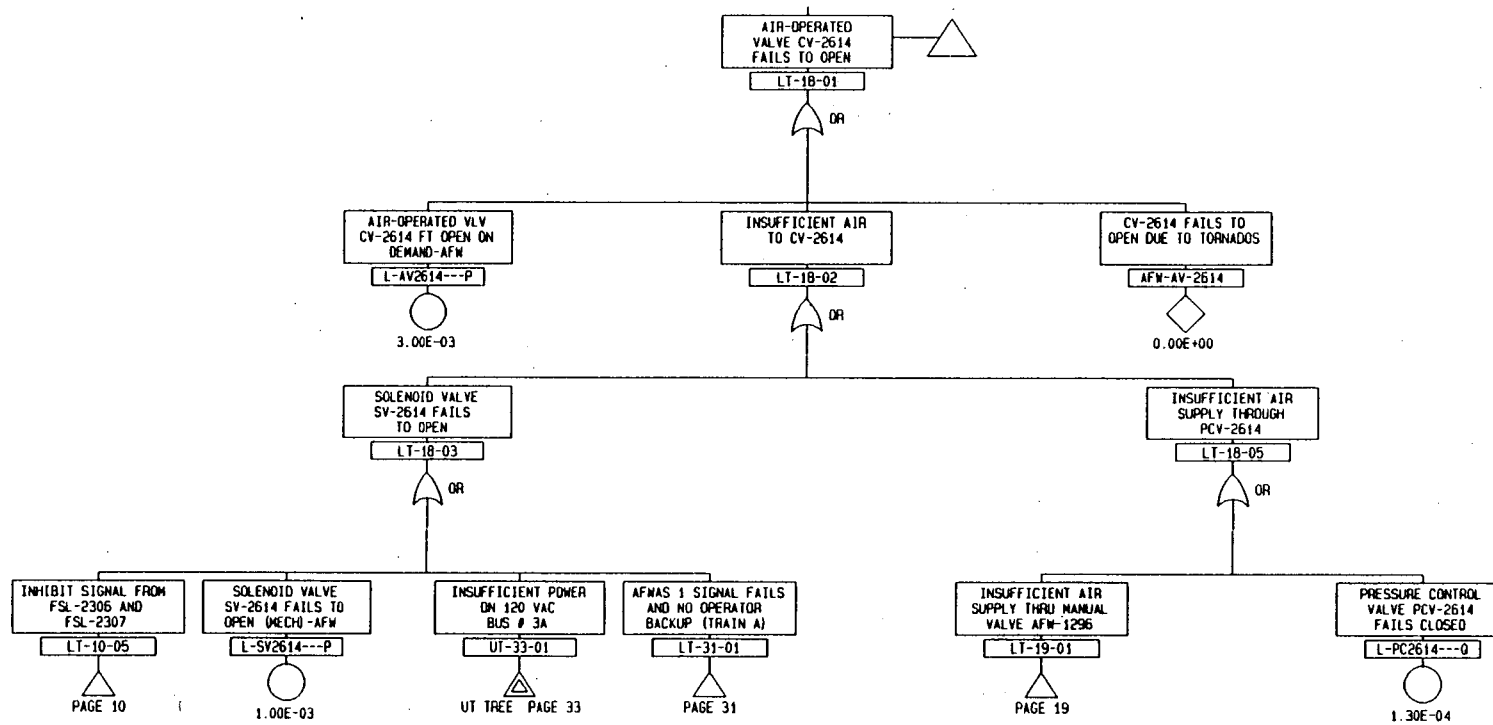 AIR-OPERATED
VALVE CV-2614
FAILS TO OPEN
LT-18-01
OR
AIR-OPERATED VLV
CV-2614 FT OPEN ON
DEMAND-AFW
L-AV2614---P
3.00E-03
INSUFFICIENT AIR
TO CV-2614
LT-18-02
OR
CV-2614 FAILS TO
OPEN DUE TO TORNADOS
AFW-AV-2614
0.00E+00
SOLENOID VALVE
SV-2614 FAILS
TO OPEN
LT-18-03
OR
INSUFFICIENT AIR
SUPPLY THROUGH
PCV-2614
LT-18-05
OR
INHIBIT SIGNAL FROM
FSL-2306 AND
FSL-2307
LT-10-05
PAGE 10
SOLENOID VALVE
SV-2614 FAILS TO
OPEN (MECH)-AFW
L-SV2614---P
1.00E-03
INSUFFICIENT POWER
ON 120 VAC
BUS # 3A
UT-33-01
UT TREE PAGE 33
AFWAS 1 SIGNAL FAILS
AND NO OPERATOR
BACKUP (TRAIN A)
LT-31-01
PAGE 31
INSUFFICIENT AIR
SUPPLY THRU MANUAL
VALVE AFW-1296
LT-19-01
PAGE 19
PRESSURE CONTROL
VALVE PCV-2614
FAILS CLOSED
L-PC2614---Q
1.30E-04